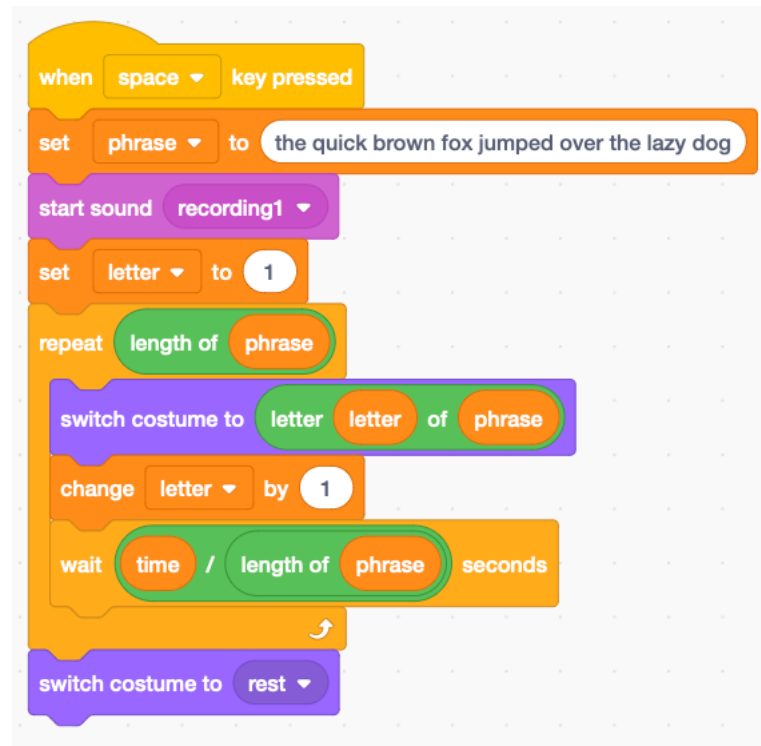 when space key pressed
set phrase to the quick brown fox jumped over the lazy dog
start sound recording1
set letter to 1
repeat length of phrase
switch costume to letter letter of phrase
change letter by 1
wait time / length of phrase seconds
switch costume to rest